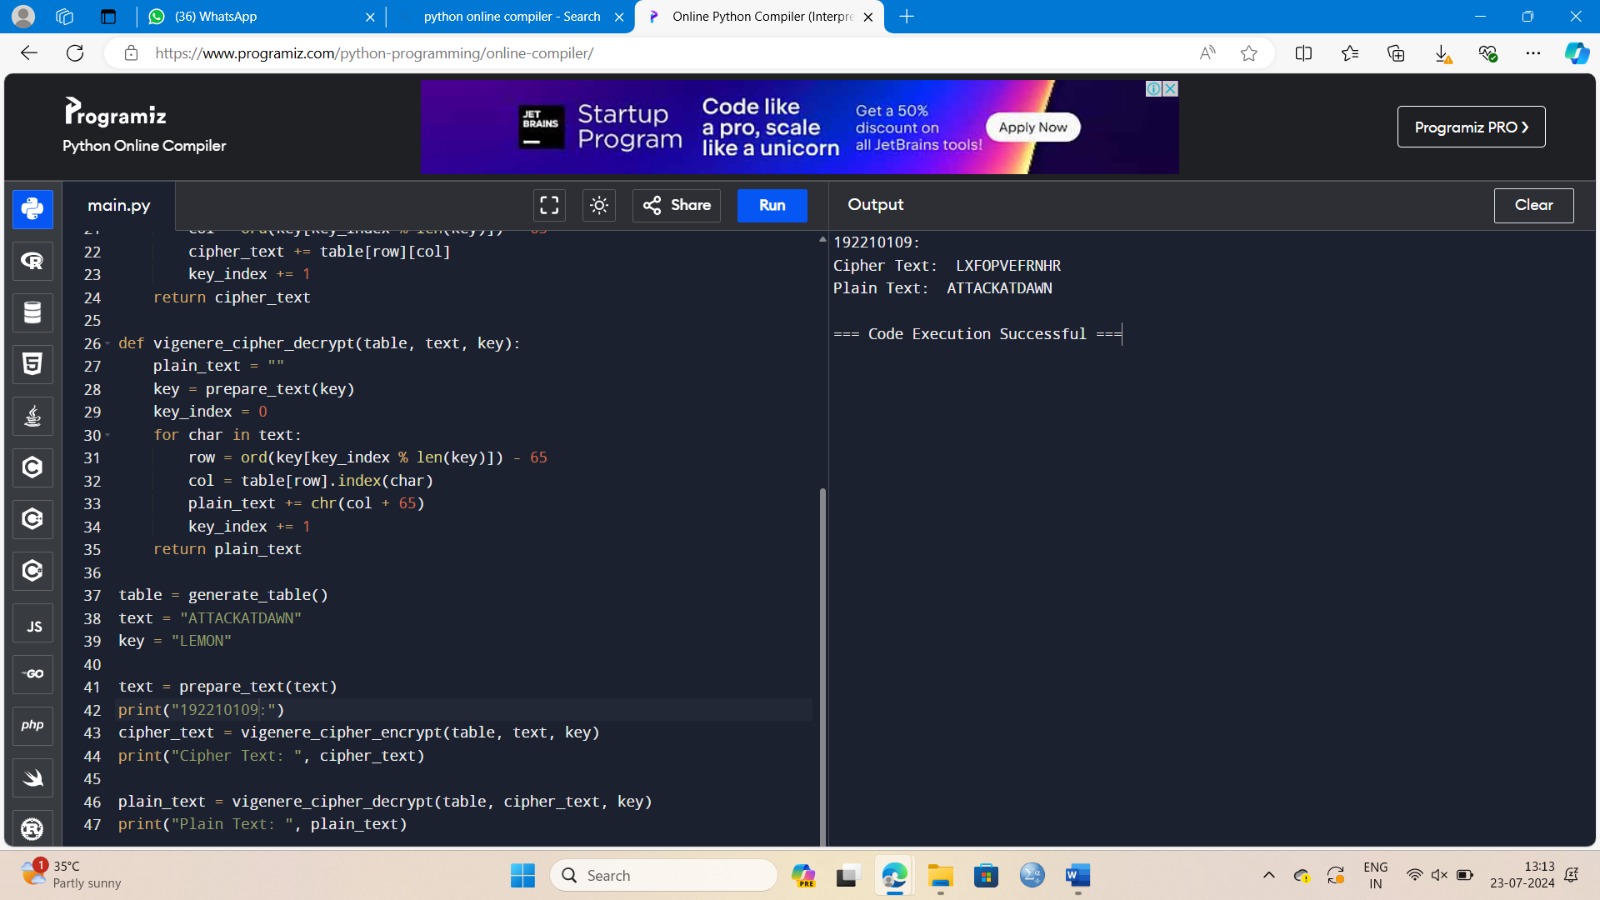 (36) WhatsApp
python online compiler - Search
Online Python Compiler (Interpre
https://www.programiz.com/python-programming/online-compiler/
Programiz
Python Online Compiler
JET BRAINS
Startup Program
Code like a pro, scale like a unicorn
Get a 50% discount on all JetBrains tools!
Apply Now
Programiz PRO
main.py
Share
Run
Output
Clear
22 cipher_text += table[row][col]
23 key_index += 1
24 return cipher_text
25
26 def vigenere_cipher_decrypt(table, text, key):
27 plain_text = ""
28 key = prepare_text(key)
29 key_index = 0
30 for char in text:
31 row = ord(key[key_index % len(key)]) - 65
32 col = table[row].index(char)
33 plain_text += chr(col + 65)
34 key_index += 1
35 return plain_text
36
37 table = generate_table()
38 text = "ATTACKATDAWN"
39 key = "LEMON"
40
41 text = prepare_text(text)
42 print("192210109:")
43 cipher_text = vigenere_cipher_encrypt(table, text, key)
44 print("Cipher Text: ", cipher_text)
45
46 plain_text = vigenere_cipher_decrypt(table, cipher_text, key)
47 print("Plain Text: ", plain_text)
192210109:
Cipher Text:  LXFOPVEFRNHR
Plain Text:  ATTACKATDAWN
=== Code Execution Successful ===
JS
GO
php
1
35°C
Partly sunny
Search
PRE
W
ENG
IN
13:13
23-07-2024